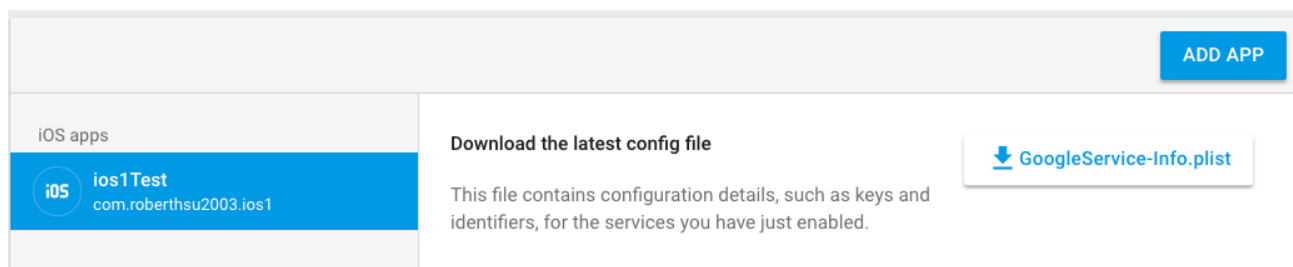 ADD APP
iOS apps
iOS
ios1Test
com.roberthsu2003.ios1
Download the latest config file
GoogleService-Info.plist
This file contains configuration details, such as keys and
identifiers, for the services you have just enabled.